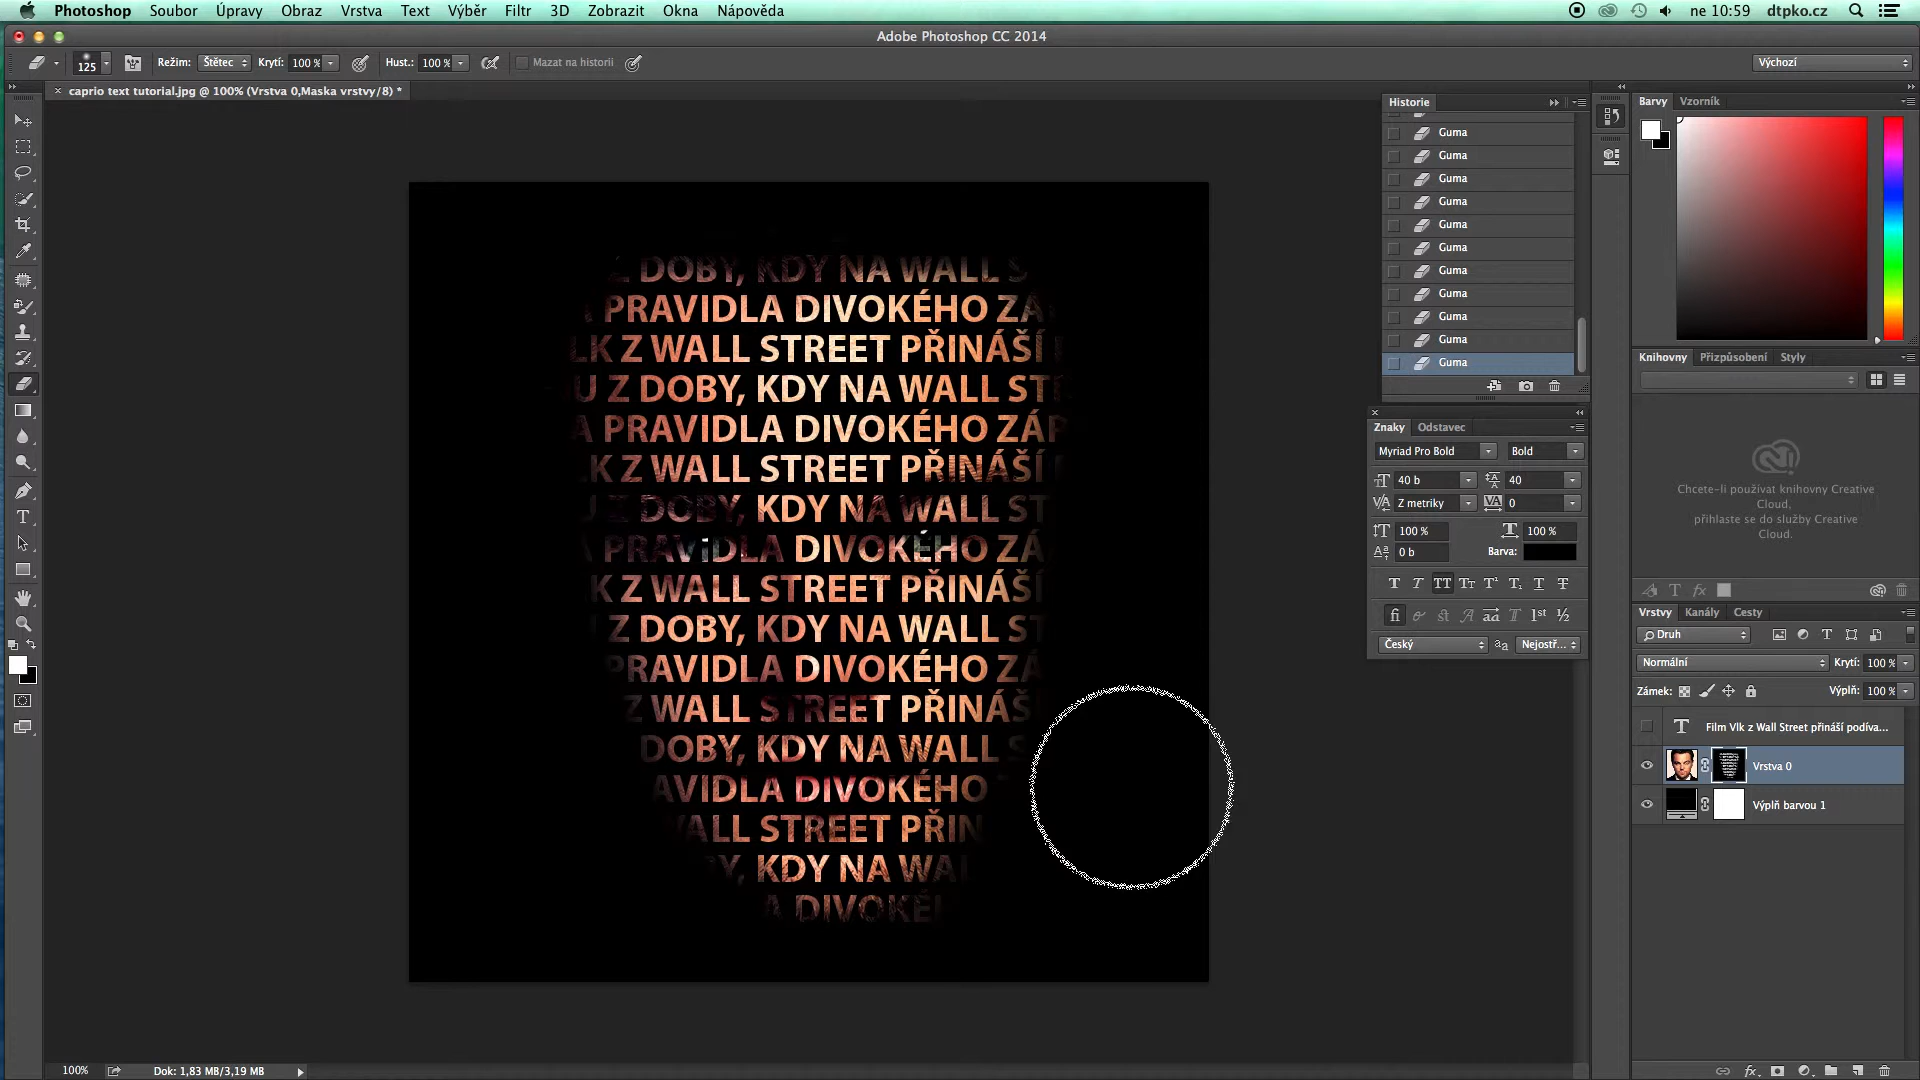 Photoshop Soubor Úpravy Obraz Vrstva Text Výběr Filtr 3D Zobrazit Okna Nápověda ne 10:59 dtpko.cz
Adobe Photoshop CC 2014
125 Režim: Štětec Krytí: 100 % Hust.: 100 % Mazat na historii Výchozí
× caprio text tutorial.jpg @ 100% (Vrstva 0,Maska vrstvy/8) *
Z DOBY, KDY NA WALL S
PRAVIDLA DIVOKÉHO ZÁ
LK Z WALL STREET PŘINÁŠÍ
U Z DOBY, KDY NA WALL STR
A PRAVIDLA DIVOKÉHO ZÁP
LK Z WALL STREET PŘINÁŠÍ
U Z DOBY, KDY NA WALL ST
A PRAVIDLA DIVOKÉHO ZÁ
K Z WALL STREET PŘINÁŠÍ
Z DOBY, KDY NA WALL ST
PRAVIDLA DIVOKÉHO ZÁ
Z WALL STREET PŘINÁŠ
DOBY, KDY NA WALL S
AVIDLA DIVOKÉHO
WALL STREET PŘIN
Y, KDY NA WAL
A DIVOKÉH
100% Dok: 1,83 MB/3,19 MB
Historie
Guma
Guma
Guma
Guma
Guma
Guma
Guma
Guma
Guma
Guma
Guma
Znaky Odstavec
Myriad Pro Bold Bold
40 b 40
Z metriky 0
100 % 100 %
0 b Barva:
Český Nejostř...
Barvy Vzorník
Knihovny Přizpůsobení Styly
Chcete-li používat knihovny Creative
Cloud,
přihlaste se do služby Creative
Cloud.
Vrstvy Kanály Cesty
Druh
Normální Krytí: 100 %
Zámek: Výplň: 100 %
Film Vlk z Wall Street přináší podíva...
Vrstva 0
Výplň barvou 1